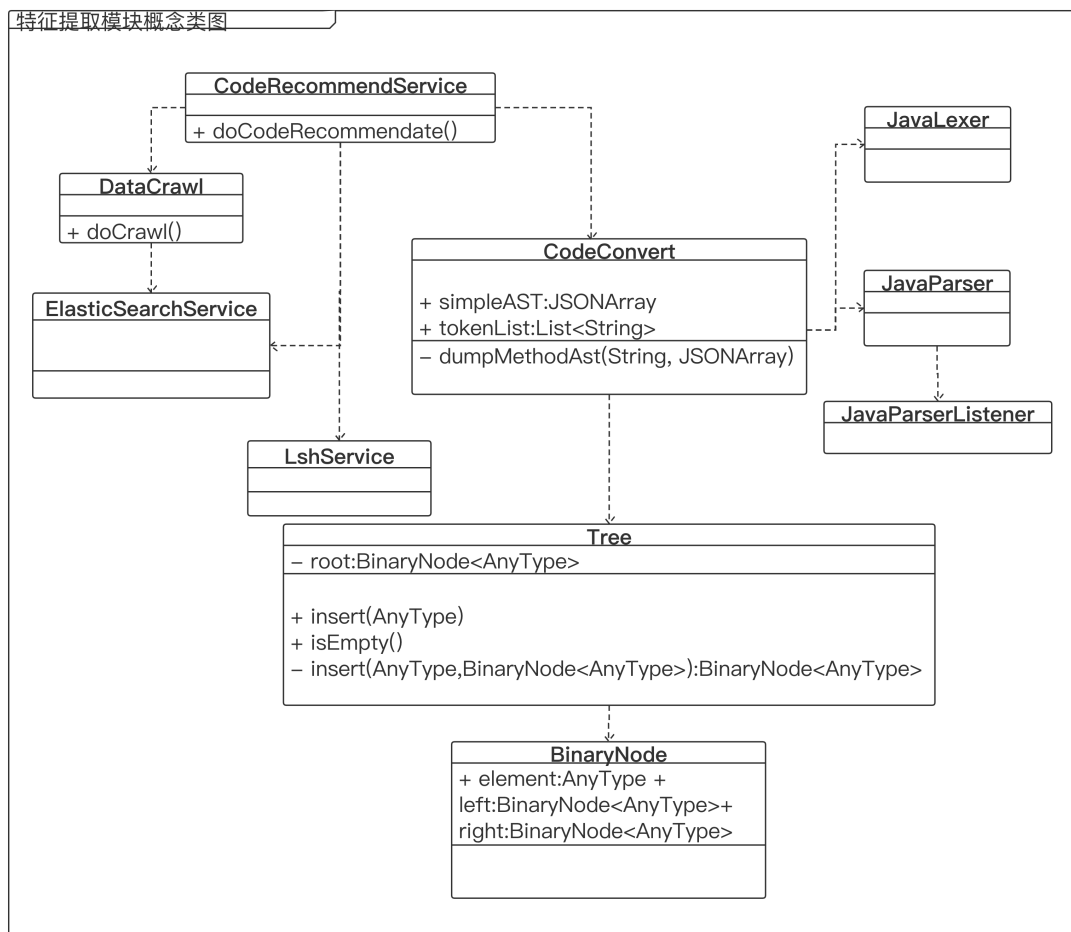 特征提取模块概念类图
CodeRecommendService
+ doCodeRecommendate()
DataCrawl
+ doCrawl()
ElasticSearchService
LshService
CodeConvert
+ simpleAST:JSONArray
+ tokenList:List<String>
- dumpMethodAst(String, JSONArray)
JavaLexer
JavaParser
JavaParserListener
Tree
- root:BinaryNode<AnyType>
+ insert(AnyType)
+ isEmpty()
- insert(AnyType,BinaryNode<AnyType>):BinaryNode<AnyType>
BinaryNode
+ element:AnyType +
left:BinaryNode<AnyType>+
right:BinaryNode<AnyType>